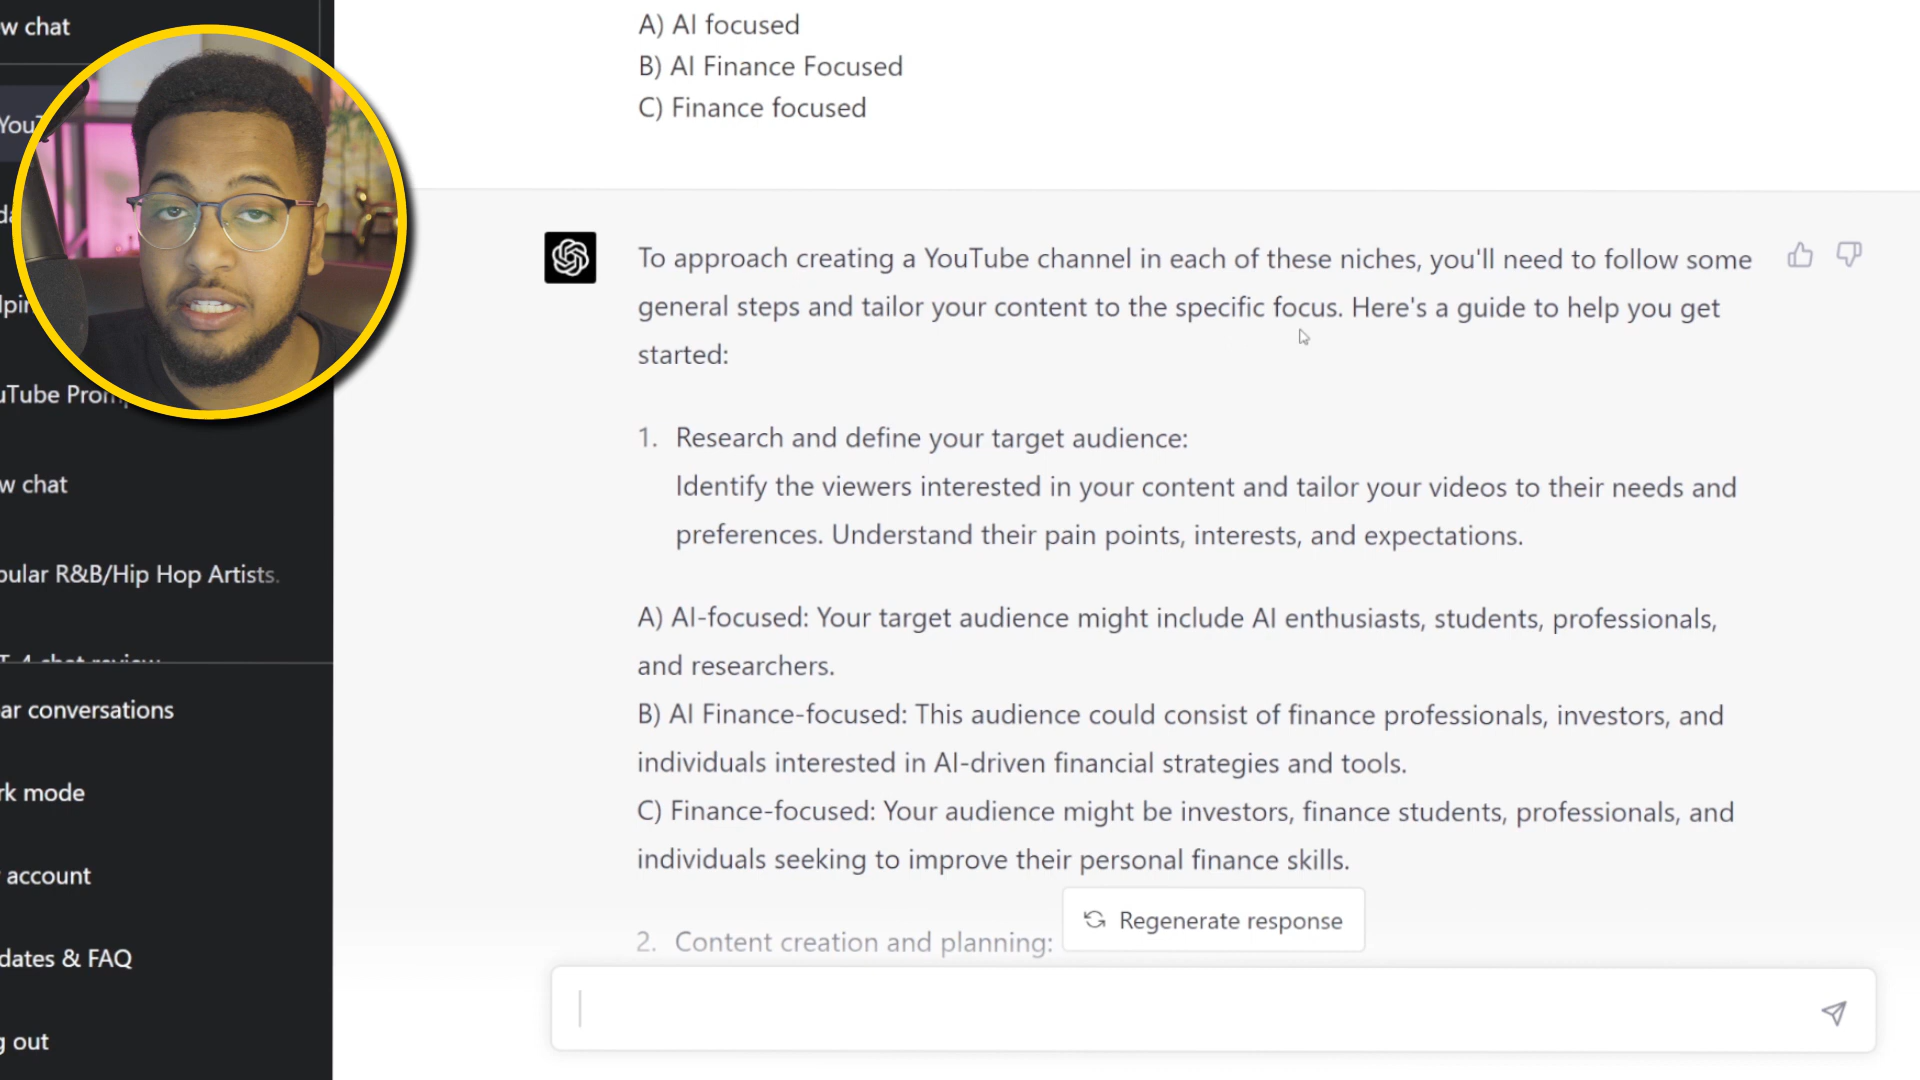 w chat
YouT
da
lpin
uTube Prom
w chat
pular R&B/Hip Hop Artists.
T-4 chat review
ar conversations
rk mode
account
dates & FAQ
g out
A) AI focused
B) AI Finance Focused
C) Finance focused
To approach creating a YouTube channel in each of these niches, you'll need to follow some
general steps and tailor your content to the specific focus. Here's a guide to help you get
started:
1. Research and define your target audience:
Identify the viewers interested in your content and tailor your videos to their needs and
preferences. Understand their pain points, interests, and expectations.
A) AI-focused: Your target audience might include AI enthusiasts, students, professionals,
and researchers.
B) AI Finance-focused: This audience could consist of finance professionals, investors, and
individuals interested in AI-driven financial strategies and tools.
C) Finance-focused: Your audience might be investors, finance students, professionals, and
individuals seeking to improve their personal finance skills.
2. Content creation and planning:
Regenerate response